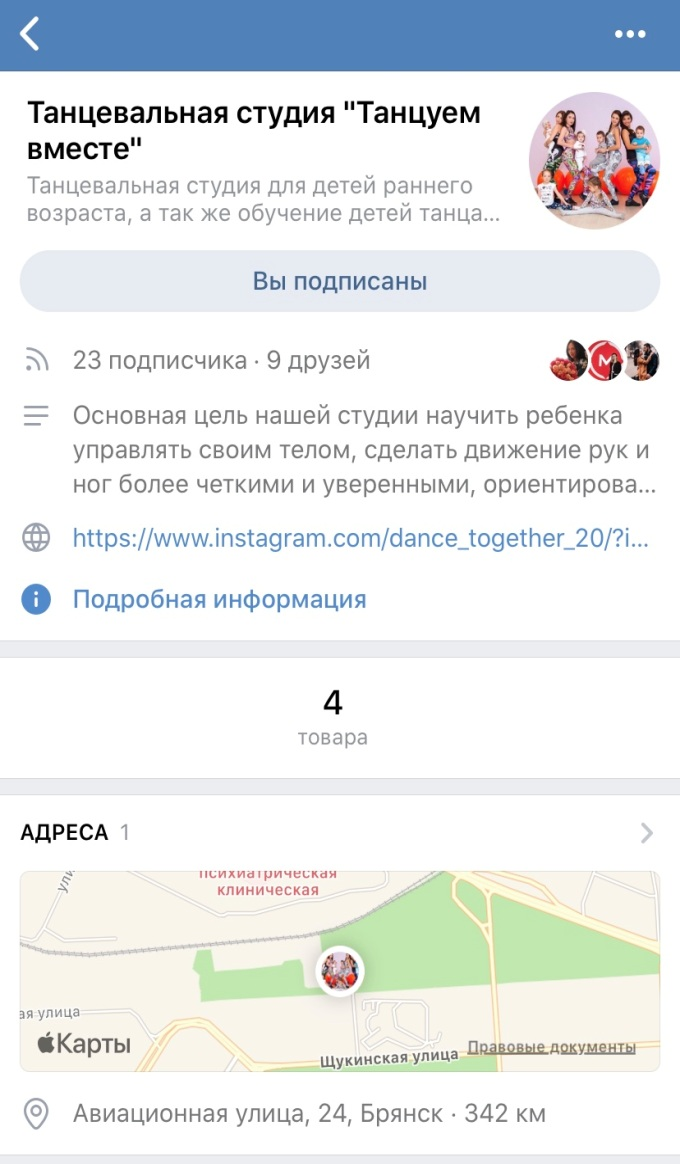 Танцевальная студия "Танцуем
вместе"
Танцевальная студия для детей раннего
возраста, а так же обучение детей танца...
Вы подписаны
23 подписчика · 9 друзей
M
Основная цель нашей студии научить ребенка
управлять своим телом, сделать движение рук и
ног более четкими и уверенными, ориентирова...
https://www.instagram.com/dance_together_20/?i...
Подробная информация
4
товара
АДРЕСА 1
психиатрическая
клиническая
ули
ая улица
Карты
Щукинская улица
Правовые документы
Авиационная улица, 24, Брянск · 342 км